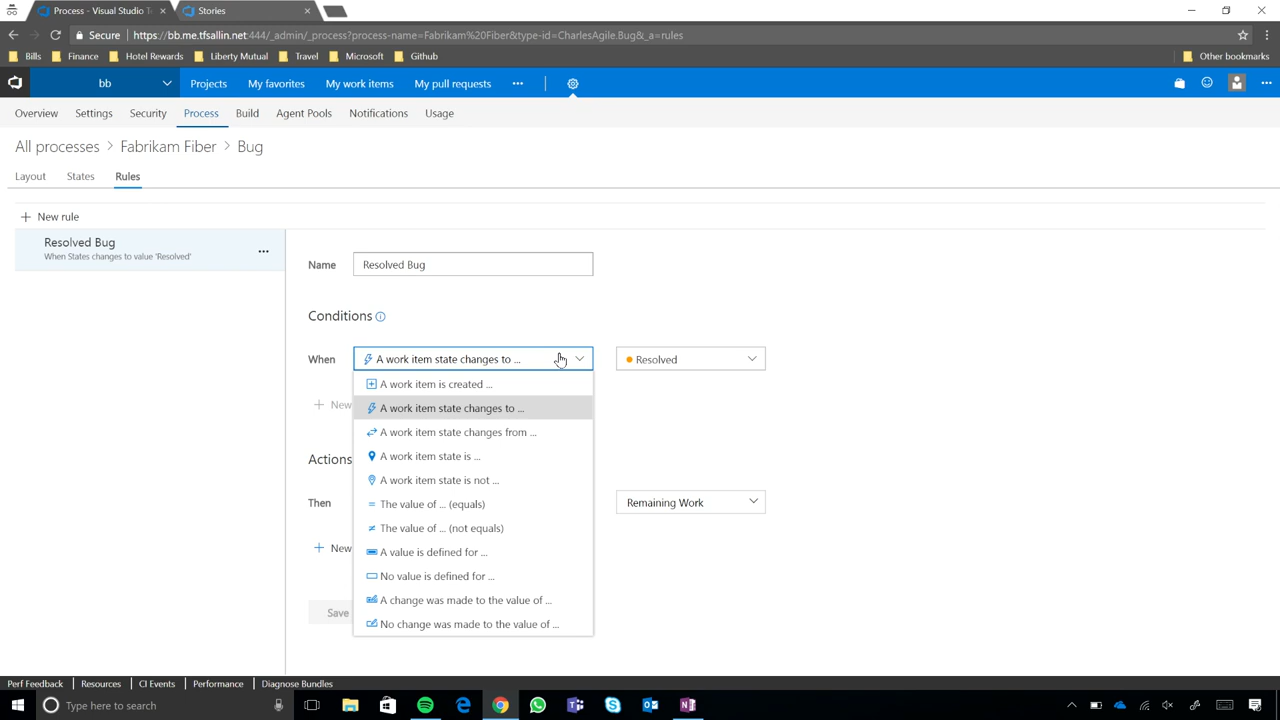 Process - Visual Studio T
Stories
Secure
https://bb.me.tfsallin.net:444/_admin/_process?process-name=Fabrikam%20Fiber&type-id=CharlesAgile.Bug&_a=rules
Bills Finance Hotel Rewards Liberty Mutual Travel Microsoft Github Other bookmarks
bb Projects My favorites My work items My pull requests
Overview Settings Security Process Build Agent Pools Notifications Usage
All processes > Fabrikam Fiber > Bug
Layout States Rules
New rule
Resolved Bug
When States changes to value 'Resolved'
Name Resolved Bug
Conditions
When A work item state changes to ... Resolved
A work item is created ...
New
A work item state changes to ...
A work item state changes from ...
A work item state is ...
Actions
A work item state is not ...
Then Remaining Work
The value of ... (equals)
The value of ... (not equals)
New
A value is defined for ...
No value is defined for ...
A change was made to the value of ...
Save
No change was made to the value of ...
Perf Feedback Resources CI Events Performance Diagnose Bundles
Type here to search